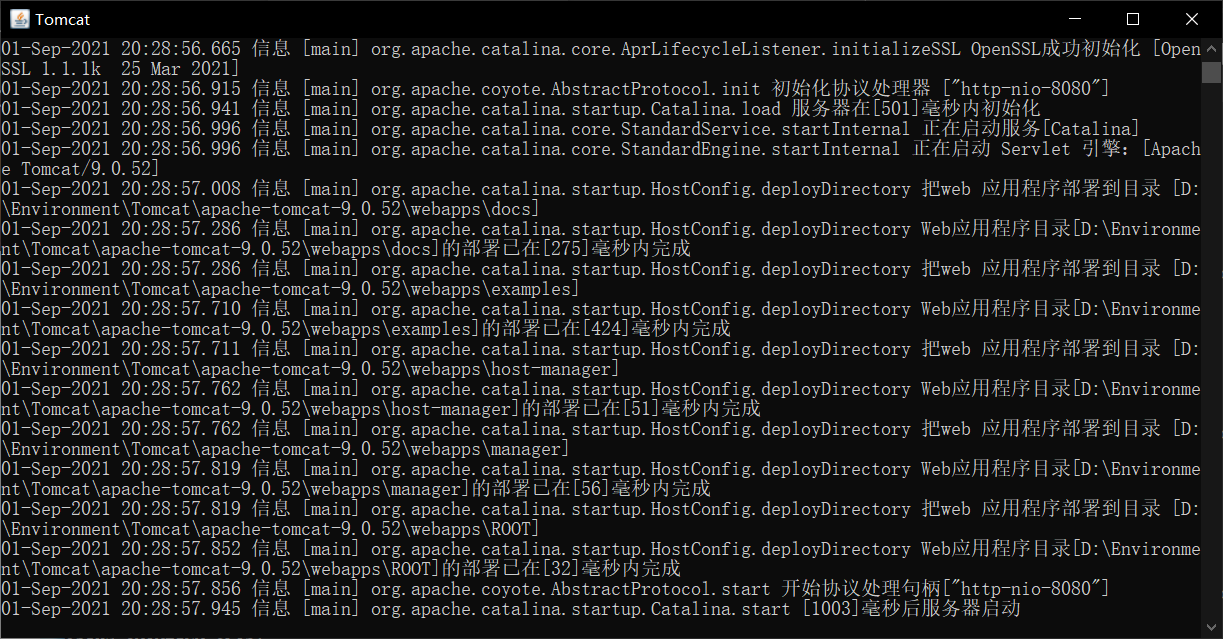 Tomcat
01-Sep-2021 20:28:56.665 信息 [main] org.apache.catalina.core.AprLifecycleListener.initializeSSL OpenSSL成功初始化 [Open
SSL 1.1.1k  25 Mar 2021]
01-Sep-2021 20:28:56.915 信息 [main] org.apache.coyote.AbstractProtocol.init 初始化协议处理器 ["http-nio-8080"]
01-Sep-2021 20:28:56.941 信息 [main] org.apache.catalina.startup.Catalina.load 服务器在[501]毫秒内初始化
01-Sep-2021 20:28:56.996 信息 [main] org.apache.catalina.core.StandardService.startInternal 正在启动服务[Catalina]
01-Sep-2021 20:28:56.996 信息 [main] org.apache.catalina.core.StandardEngine.startInternal 正在启动 Servlet 引擎：[Apach
e Tomcat/9.0.52]
01-Sep-2021 20:28:57.008 信息 [main] org.apache.catalina.startup.HostConfig.deployDirectory 把web 应用程序部署到目录 [D:
\Environment\Tomcat\apache-tomcat-9.0.52\webapps\docs]
01-Sep-2021 20:28:57.286 信息 [main] org.apache.catalina.startup.HostConfig.deployDirectory Web应用程序目录[D:\Environme
nt\Tomcat\apache-tomcat-9.0.52\webapps\docs]的部署已在[275]毫秒内完成
01-Sep-2021 20:28:57.286 信息 [main] org.apache.catalina.startup.HostConfig.deployDirectory 把web 应用程序部署到目录 [D:
\Environment\Tomcat\apache-tomcat-9.0.52\webapps\examples]
01-Sep-2021 20:28:57.710 信息 [main] org.apache.catalina.startup.HostConfig.deployDirectory Web应用程序目录[D:\Environme
nt\Tomcat\apache-tomcat-9.0.52\webapps\examples]的部署已在[424]毫秒内完成
01-Sep-2021 20:28:57.711 信息 [main] org.apache.catalina.startup.HostConfig.deployDirectory 把web 应用程序部署到目录 [D:
\Environment\Tomcat\apache-tomcat-9.0.52\webapps\host-manager]
01-Sep-2021 20:28:57.762 信息 [main] org.apache.catalina.startup.HostConfig.deployDirectory Web应用程序目录[D:\Environme
nt\Tomcat\apache-tomcat-9.0.52\webapps\host-manager]的部署已在[51]毫秒内完成
01-Sep-2021 20:28:57.762 信息 [main] org.apache.catalina.startup.HostConfig.deployDirectory 把web 应用程序部署到目录 [D:
\Environment\Tomcat\apache-tomcat-9.0.52\webapps\manager]
01-Sep-2021 20:28:57.819 信息 [main] org.apache.catalina.startup.HostConfig.deployDirectory Web应用程序目录[D:\Environme
nt\Tomcat\apache-tomcat-9.0.52\webapps\manager]的部署已在[56]毫秒内完成
01-Sep-2021 20:28:57.819 信息 [main] org.apache.catalina.startup.HostConfig.deployDirectory 把web 应用程序部署到目录 [D:
\Environment\Tomcat\apache-tomcat-9.0.52\webapps\ROOT]
01-Sep-2021 20:28:57.852 信息 [main] org.apache.catalina.startup.HostConfig.deployDirectory Web应用程序目录[D:\Environme
nt\Tomcat\apache-tomcat-9.0.52\webapps\ROOT]的部署已在[32]毫秒内完成
01-Sep-2021 20:28:57.856 信息 [main] org.apache.coyote.AbstractProtocol.start 开始协议处理句柄["http-nio-8080"]
01-Sep-2021 20:28:57.945 信息 [main] org.apache.catalina.startup.Catalina.start [1003]毫秒后服务器启动